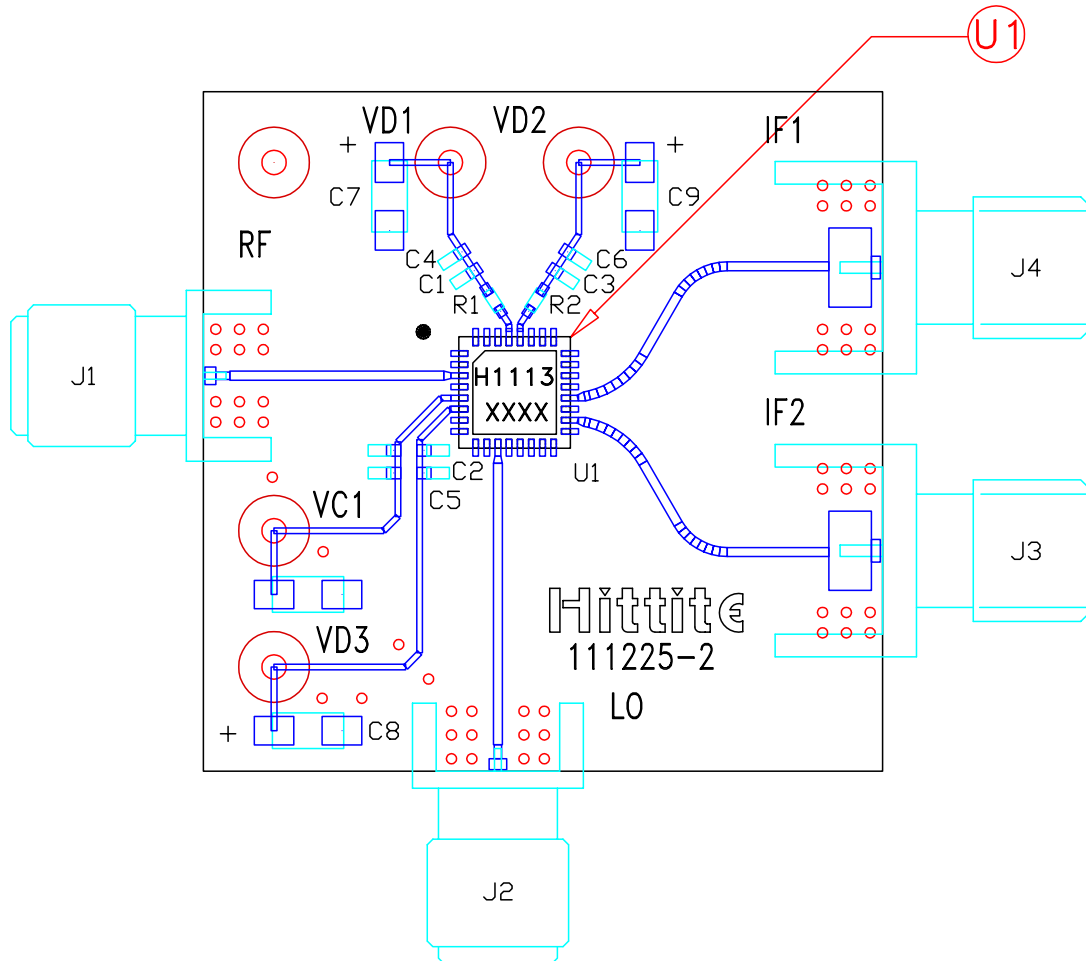 U1
VD1
VD2
IF1
+
+
C7
C9
RF
C4
C6
C1
C3
J4
R1
R2
J1
H1113
XXXX
IF2
C2
U1
C5
VC1
J3
Hittite
VD3
111225-2
LO
+
C8
J2